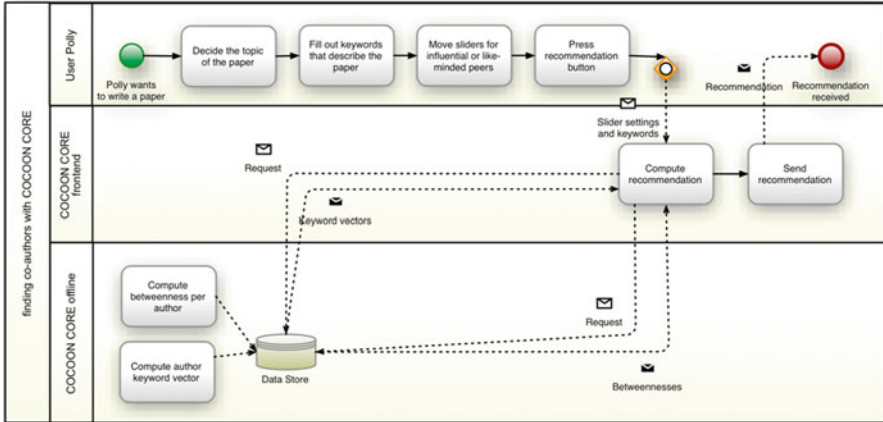 finding co-authors with COCOON CORE
User Polly
Polly wants
to write a paper
Decide the topic
of the paper
Fill out keywords
that describe the
paper
Move sliders for
influential or like-
minded peers
Press
recommendation
button
Recommendation
Recommendation
received
Slider settings
and keywords
COCOON CORE
frontend
Request
Keyword vectors
Compute
recommendation
Send
recommendation
COCOON CORE offline
Compute
betweenness per
author
Compute author
keyword vector
Data Store
Request
Betweennesses